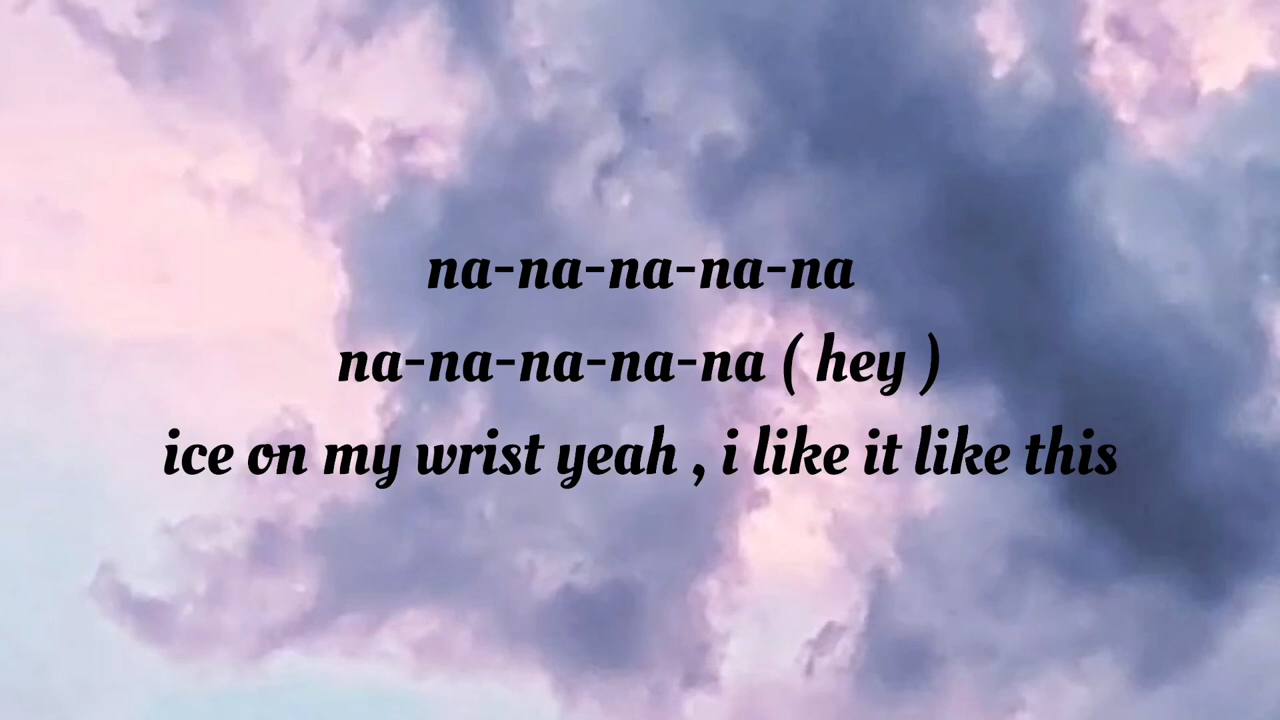 na-na-na-na-na
na-na-na-na-na ( hey )
ice on my wrist yeah , i like it like this